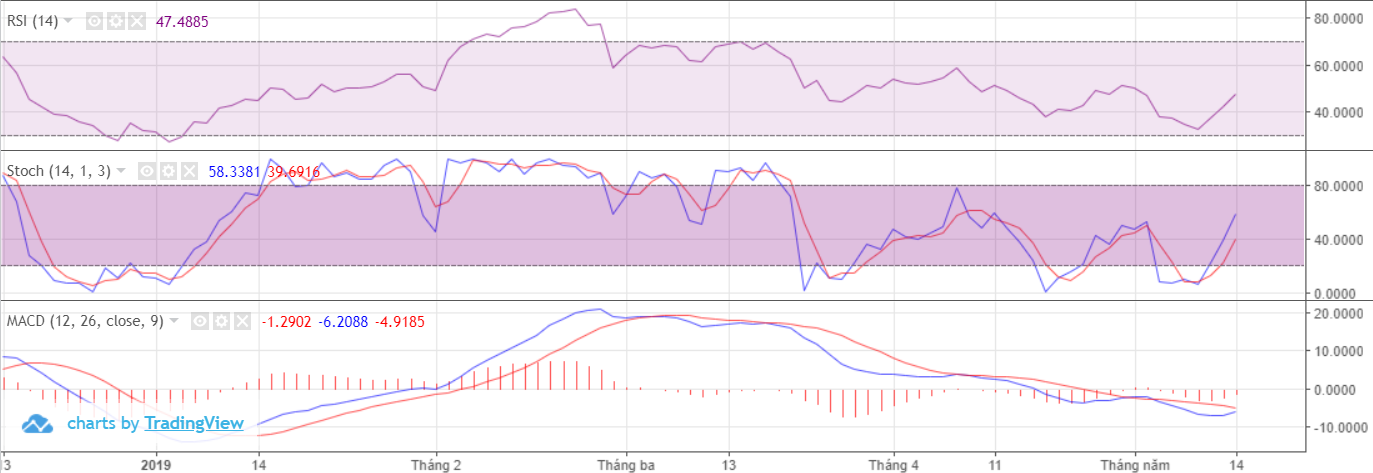 RSI (14) 47.4885
80.0000
60.0000
40.0000
Stoch (14, 1, 3) 58.3381 39.6916
80.0000
40.0000
0.0000
MACD (12, 26, close, 9) -1.2902 -6.2088 -4.9185
20.0000
10.0000
0.0000
-10.0000
charts by TradingView
3 2019 14 Tháng 2 Tháng ba 13 Tháng 4 11 Tháng năm 14